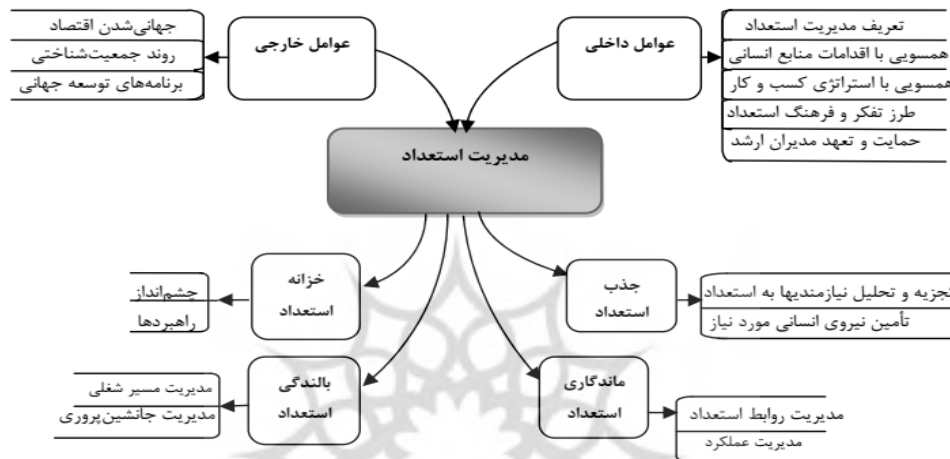 عوامل داخلی
تعریف مدیریت استعداد
همسویی با اقدامات منابع انسانی
همسویی با استراتژی کسب و کار
طرز تفکر و فرهنگ استعداد
حمایت و تعهد مدیران ارشد
عوامل خارجی
جهانی‌شدن اقتصاد
روند جمعیت‌شناختی
برنامه‌های توسعه جهانی
مدیریت استعداد
جذب
استعداد
تجزیه و تحلیل نیازمندیها به استعداد
تأمین نیروی انسانی مورد نیاز
خزانه
استعداد
چشم‌انداز
راهبردها
ماندگاری
استعداد
مدیریت روابط استعداد
مدیریت عملکرد
بالندگی
استعداد
مدیریت مسیر شغلی
مدیریت جانشین‌پروری